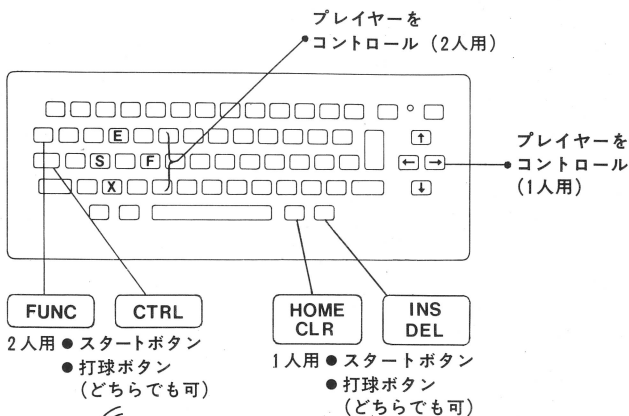 プレイヤーを
●コントロール（2人用）
E
S F
X
↑
← →
↓
プレイヤーを
●コントロール
（1人用）
FUNC
CTRL
2人用 ● スタートボタン
● 打球ボタン
（どちらでも可）
HOME
CLR
INS
DEL
1人用 ● スタートボタン
● 打球ボタン
（どちらでも可）